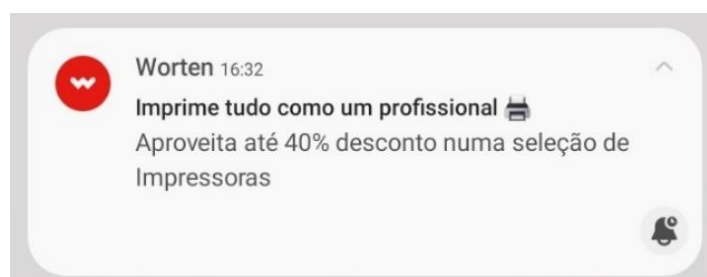 Worten 16:32
Imprime tudo como um profissional 🖨️
Aproveita até 40% desconto numa seleção de
Impressoras